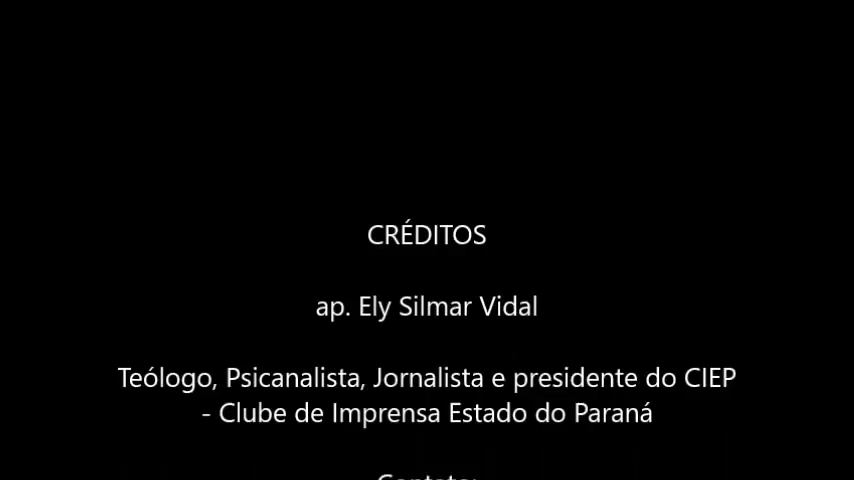 CRÉDITOS
ap. Ely Silmar Vidal
Teólogo, Psicanalista, Jornalista e presidente do CIEP
- Clube de Imprensa Estado do Paraná